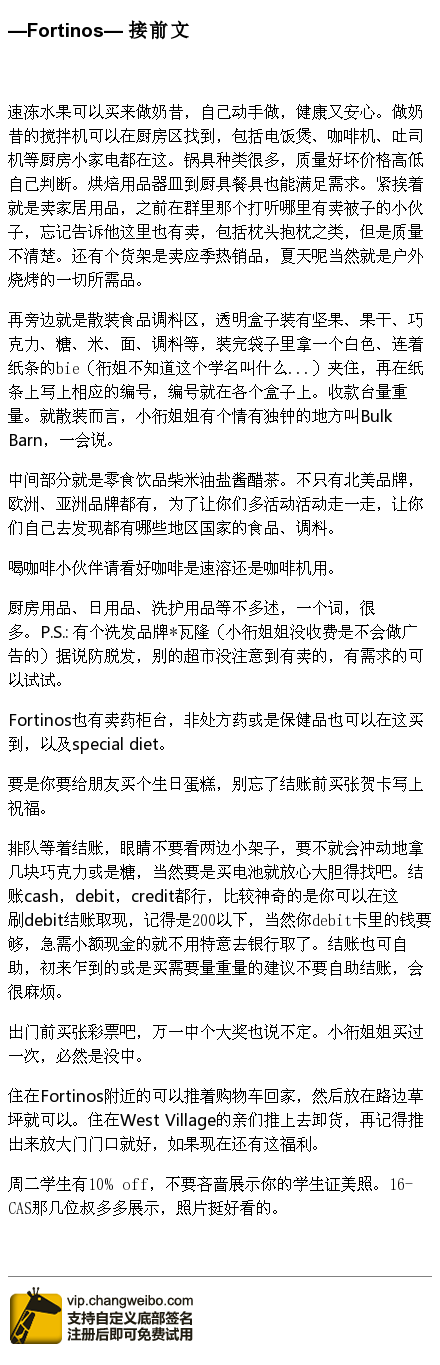 —Fortinos— 接前文
速冻水果可以买来做奶昔，自己动手做，健康又安心。做奶
昔的搅拌机可以在厨房区找到，包括电饭煲、咖啡机、吐司
机等厨房小家电都在这。锅具种类很多，质量好坏价格高低
自己判断。烘焙用品器皿到厨具餐具也能满足需求。紧挨着
就是卖家居用品，之前在群里那个打听哪里有卖被子的小伙
子，忘记告诉他这里也有卖，包括枕头抱枕之类，但是质量
不清楚。还有个货架是卖应季热销品，夏天呢当然就是户外
烧烤的一切所需品。
再旁边就是散装食品调料区，透明盒子装有坚果、果干、巧
克力、糖、米、面、调料等，装完袋子里拿一个白色、连着
纸条的bie（衔姐不知道这个学名叫什么...）夹住，再在纸
条上写上相应的编号，编号就在各个盒子上。收款台量重
量。就散装而言，小衔姐姐有个情有独钟的地方叫Bulk
Barn，一会说。
中间部分就是零食饮品柴米油盐酱醋茶。不只有北美品牌，
欧洲、亚洲品牌都有，为了让你们多活动活动走一走，让你
们自己去发现都有哪些地区国家的食品、调料。
喝咖啡小伙伴请看好咖啡是速溶还是咖啡机用。
厨房用品、日用品、洗护用品等不多述，一个词，很
多。P.S.: 有个洗发品牌*瓦隆（小衔姐姐没收费是不会做广
告的）据说防脱发，别的超市没注意到有卖的，有需求的可
以试试。
Fortinos也有卖药柜台，非处方药或是保健品也可以在这买
到，以及special diet。
要是你要给朋友买个生日蛋糕，别忘了结账前买张贺卡写上
祝福。
排队等着结账，眼睛不要看两边小架子，要不就会冲动地拿
几块巧克力或是糖，当然要是买电池就放心大胆得找吧。结
账cash，debit，credit都行，比较神奇的是你可以在这
刷debit结账取现，记得是200以下，当然你debit卡里的钱要
够，急需小额现金的就不用特意去银行取了。结账也可自
助，初来乍到的或是买需要量重量的建议不要自助结账，会
很麻烦。
出门前买张彩票吧，万一中个大奖也说不定。小衔姐姐买过
一次，必然是没中。
住在Fortinos附近的可以推着购物车回家，然后放在路边草
坪就可以。住在West Village的亲们推上去卸货，再记得推
出来放大门门口就好，如果现在还有这福利。
周二学生有10% off，不要吝啬展示你的学生证美照。16-
CAS那几位叔多多展示，照片挺好看的。
vip.changweibo.com
支持自定义底部签名
注册后即可免费试用